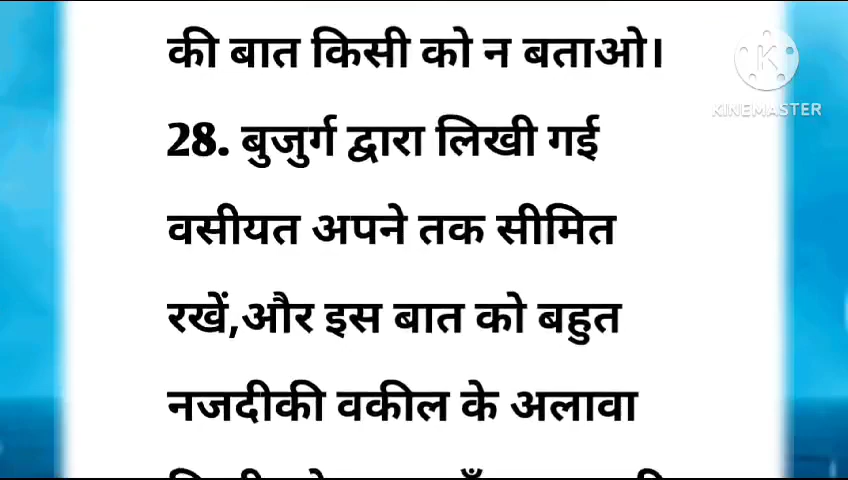 की बात किसी को न बताओ।
KINEMASTER
28. बुजुर्ग द्वारा लिखी गई
वसीयत अपने तक सीमित
रखें,और इस बात को बहुत
नजदीकी वकील के अलावा